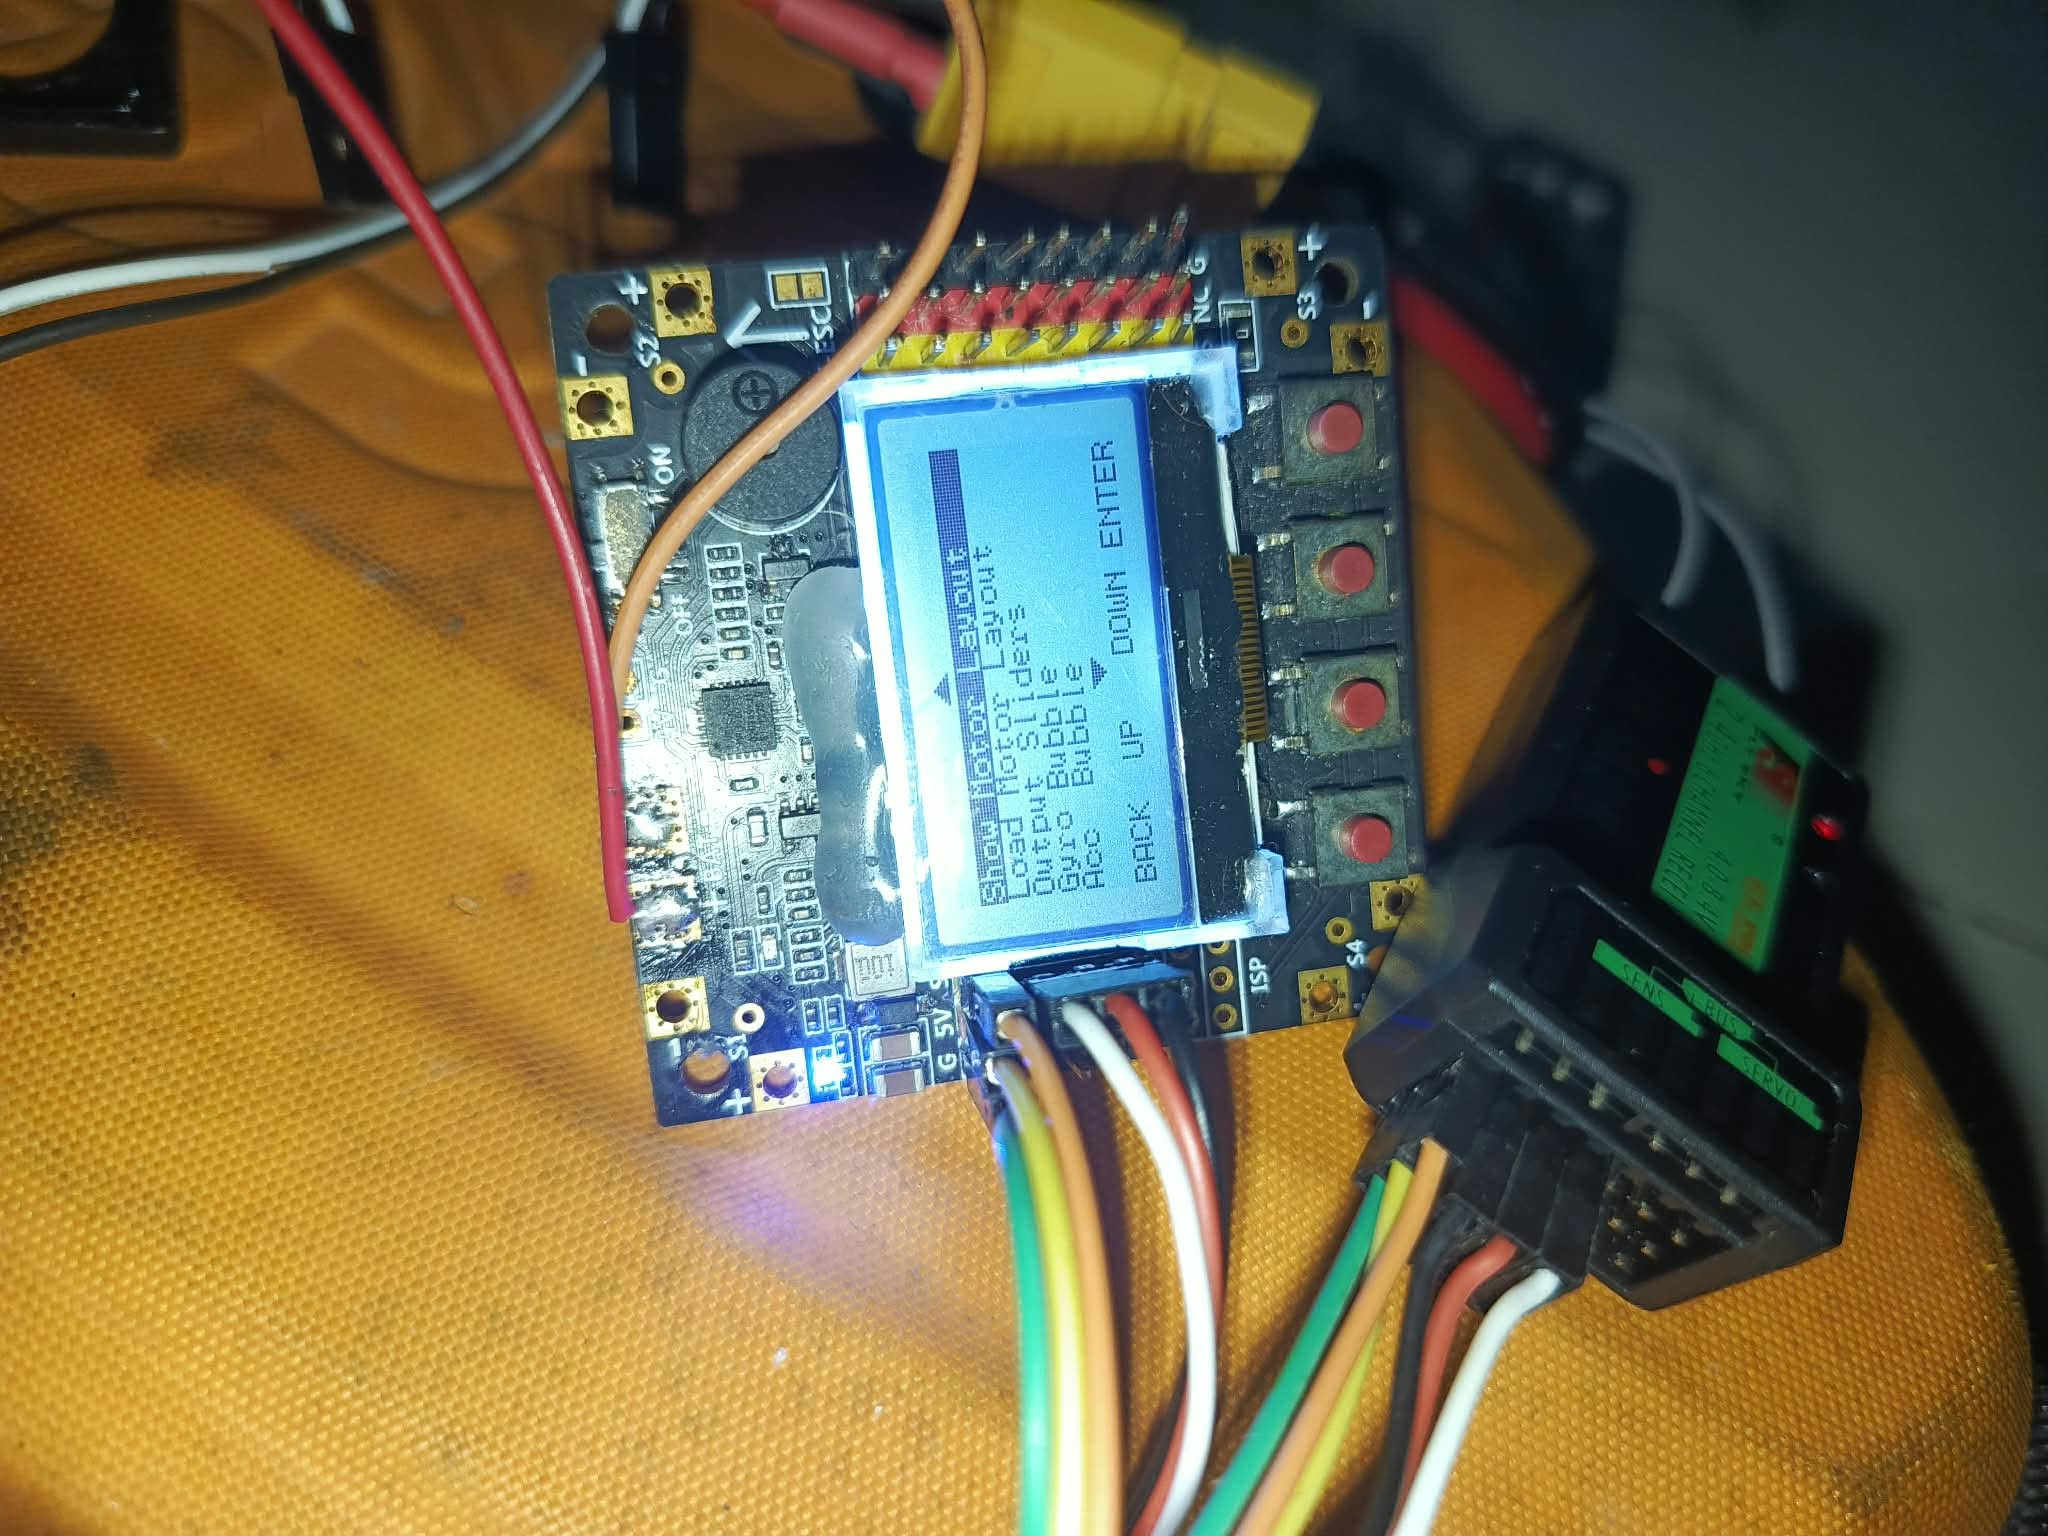 Show Motor Layout
Load Motor Layout
Output Sliders
Gyro Bubble
Acc Bubble
BACK UP DOWN ENTER
ESC
NC G
+ S2 -
+ S3 -
ON
OFF
G 5V
S1
+
-
S4
ISP
SENS
i-BUS
SERVO